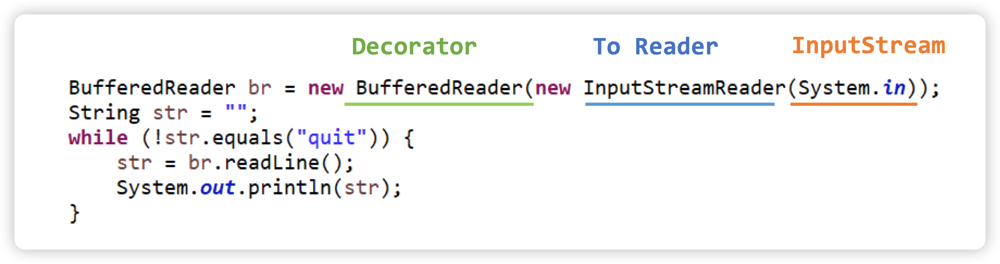 Decorator To Reader InputStream
BufferedReader br = new BufferedReader(new InputStreamReader(System.in));
String str = "";
while (!str.equals("quit")) {
    str = br.readLine();
    System.out.println(str);
}